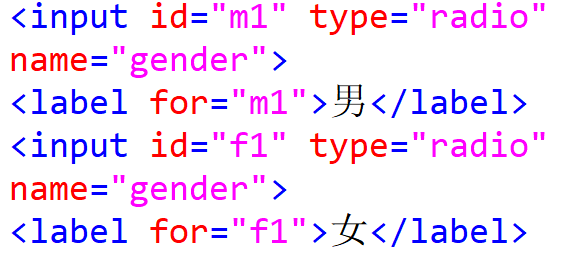 <input id="m1" type="radio"
name="gender">
<label for="m1">男</label>
<input id="f1" type="radio"
name="gender">
<label for="f1">女</label>